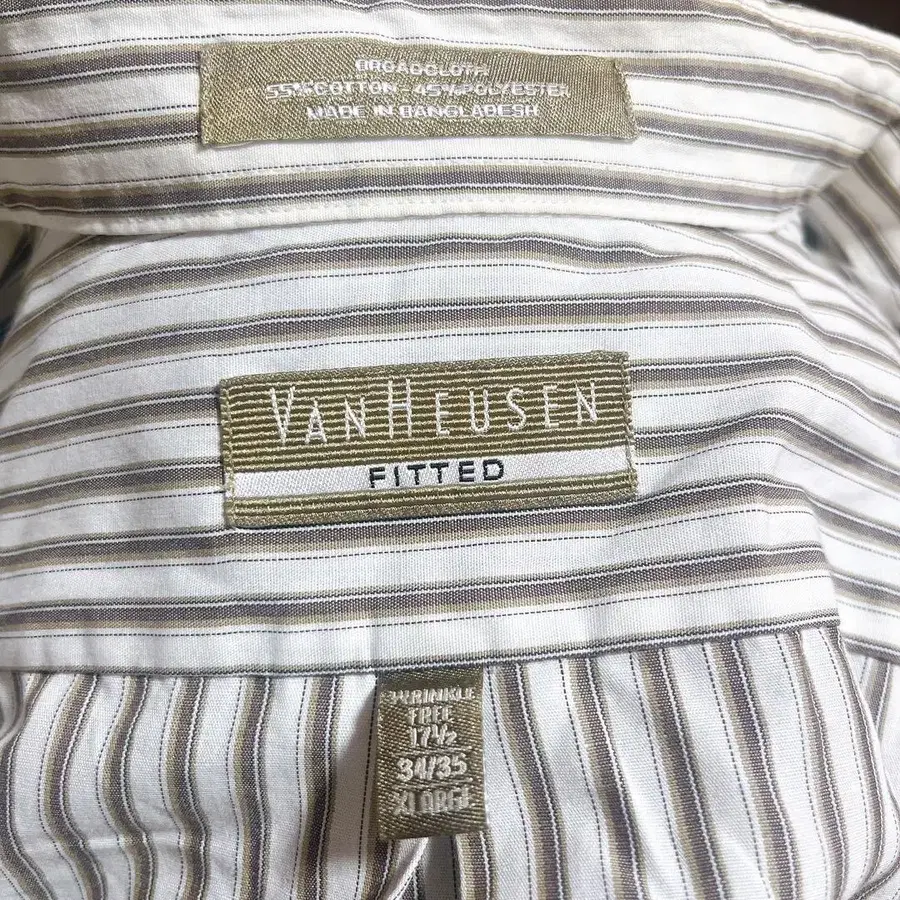 BROADCLOTH
55% COTTON - 45% POLYESTER
MADE IN BANGLADESH
VANHEUSEN
FITTED
WRINKLE
FREE
17½
34/35
XLARGE